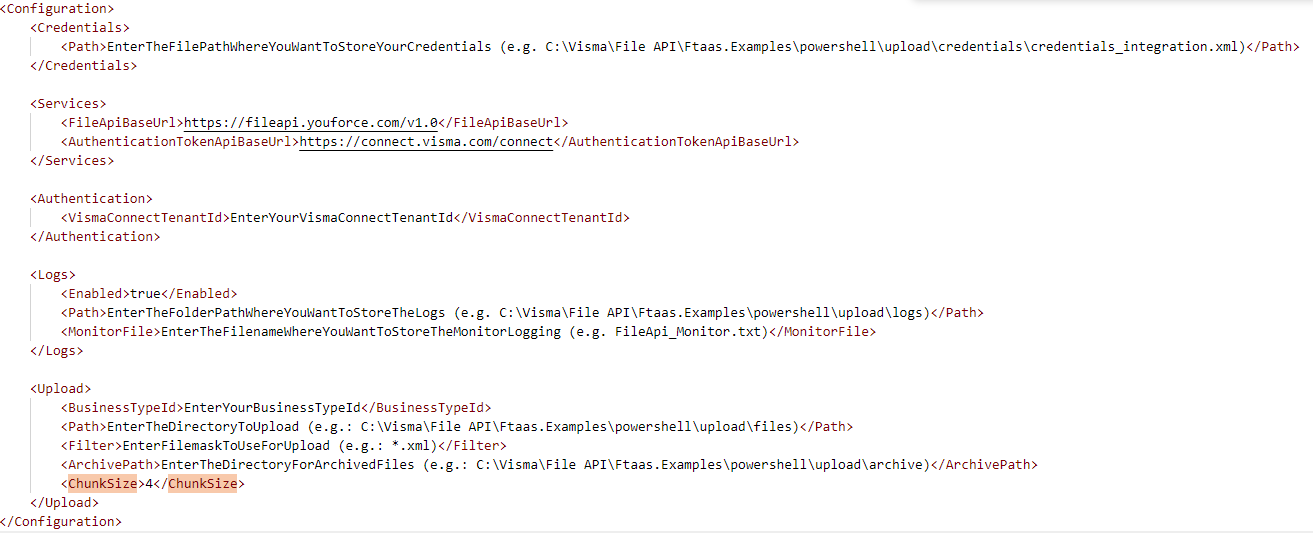 <Configuration>
<Credentials>
<Path>EnterTheFilePathWhereYouWantToStoreYourCredentials (e.g. C:\Visma\File API\Ftaas.Examples\powershell\upload\credentials\credentials_integration.xml)</Path>
</Credentials>
<Services>
<FileApiBaseUrl>https://fileapi.youforce.com/v1.0</FileApiBaseUrl>
<AuthenticationTokenApiBaseUrl>https://connect.visma.com/connect</AuthenticationTokenApiBaseUrl>
</Services>
<Authentication>
<VismaConnectTenantId>EnterYourVismaConnectTenantId</VismaConnectTenantId>
</Authentication>
<Logs>
<Enabled>true</Enabled>
<Path>EnterTheFolderPathWhereYouWantToStoreTheLogs (e.g. C:\Visma\File API\Ftaas.Examples\powershell\upload\logs)</Path>
<MonitorFile>EnterTheFilenameWhereYouWantToStoreTheMonitorLogging (e.g. FileApi_Monitor.txt)</MonitorFile>
</Logs>
<Upload>
<BusinessTypeId>EnterYourBusinessTypeId</BusinessTypeId>
<Path>EnterTheDirectoryToUpload (e.g.: C:\Visma\File API\Ftaas.Examples\powershell\upload\files)</Path>
<Filter>EnterFilemaskToUseForUpload (e.g.: *.xml)</Filter>
<ArchivePath>EnterTheDirectoryForArchivedFiles (e.g.: C:\Visma\File API\Ftaas.Examples\powershell\upload\archive)</ArchivePath>
<ChunkSize>4</ChunkSize>
</Upload>
</Configuration>